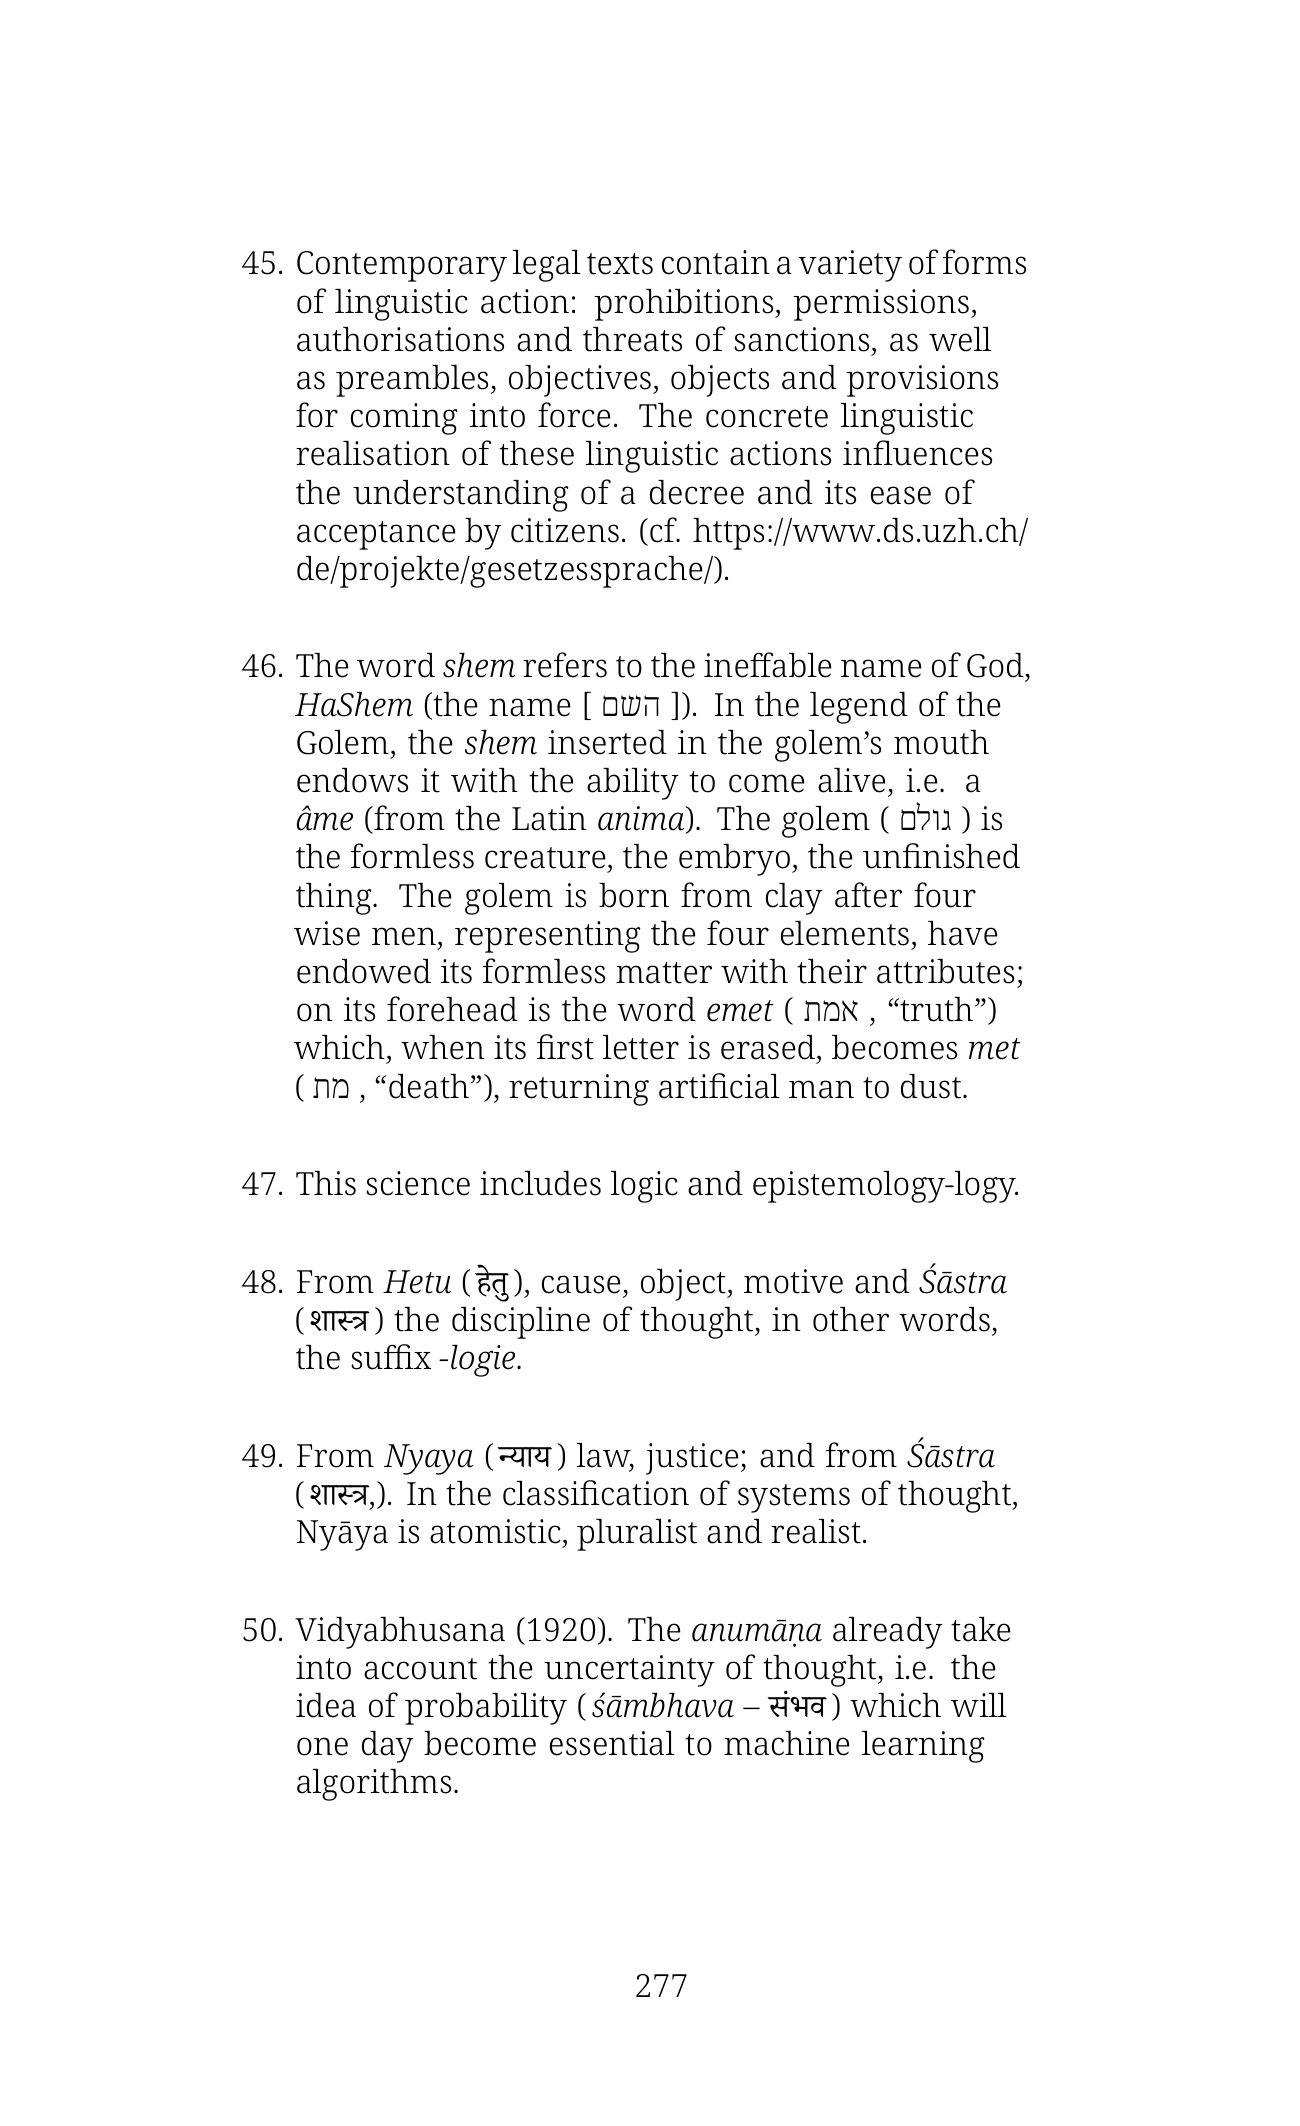 45. Contemporary legal texts contain a variety of forms
of linguistic action: prohibitions, permissions,
authorisations and threats of sanctions, as well
as preambles, objectives, objects and provisions
for coming into force. The concrete linguistic
realisation of these linguistic actions influences
the understanding of a decree and its ease of
acceptance by citizens. (cf. https://www.ds.uzh.ch/
de/projekte/gesetzessprache/).
46. The word shem refers to the ineffable name of God,
HaShem (the name [ השם ]). In the legend of the
Golem, the shem inserted in the golem’s mouth
endows it with the ability to come alive, i.e. a
âme (from the Latin anima). The golem ( גולם ) is
the formless creature, the embryo, the unfinished
thing. The golem is born from clay after four
wise men, representing the four elements, have
endowed its formless matter with their attributes;
on its forehead is the word emet ( אמת , “truth”)
which, when its first letter is erased, becomes met
( מת , “death”), returning artificial man to dust.
47. This science includes logic and epistemology-logy.
48. From Hetu ( हेतु ), cause, object, motive and Śāstra
( शास्त्र ) the discipline of thought, in other words,
the suffix -logie.
49. From Nyaya ( न्याय ) law, justice; and from Śāstra
( शास्त्र,). In the classification of systems of thought,
Nyāya is atomistic, pluralist and realist.
50. Vidyabhusana (1920). The anumāṇa already take
into account the uncertainty of thought, i.e. the
idea of probability ( śāmbhava – संभव ) which will
one day become essential to machine learning
algorithms.
277